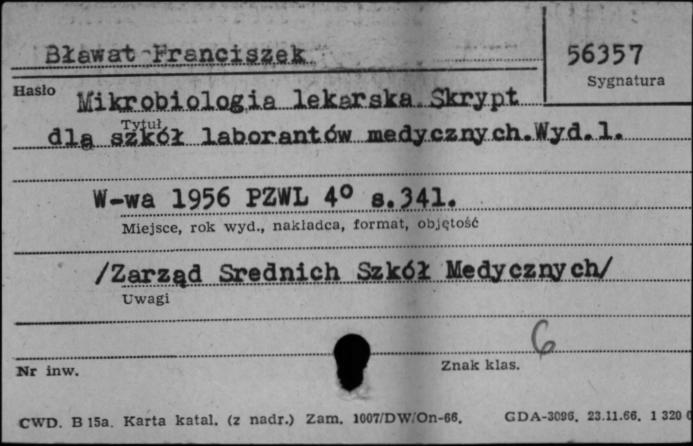 Bławat Franciszek
56357
Sygnatura
Hasło
Mikrobiologia lekarska Skrypt
Tytuł
dla szkół laborantów medycznych.Wyd.1.
W-wa 1956 PZWL 4º s.341.
Miejsce, rok wyd., nakładca, format, objętość
/Zarząd Srednich Szkół Medycznych/
Uwagi
6
Nr inw.
Znak klas.
CWD. B 15a. Karta katal. (z nadr.) Zam. 1007/DW/On-66. GDA-3096. 23.11.66. 1 320 0